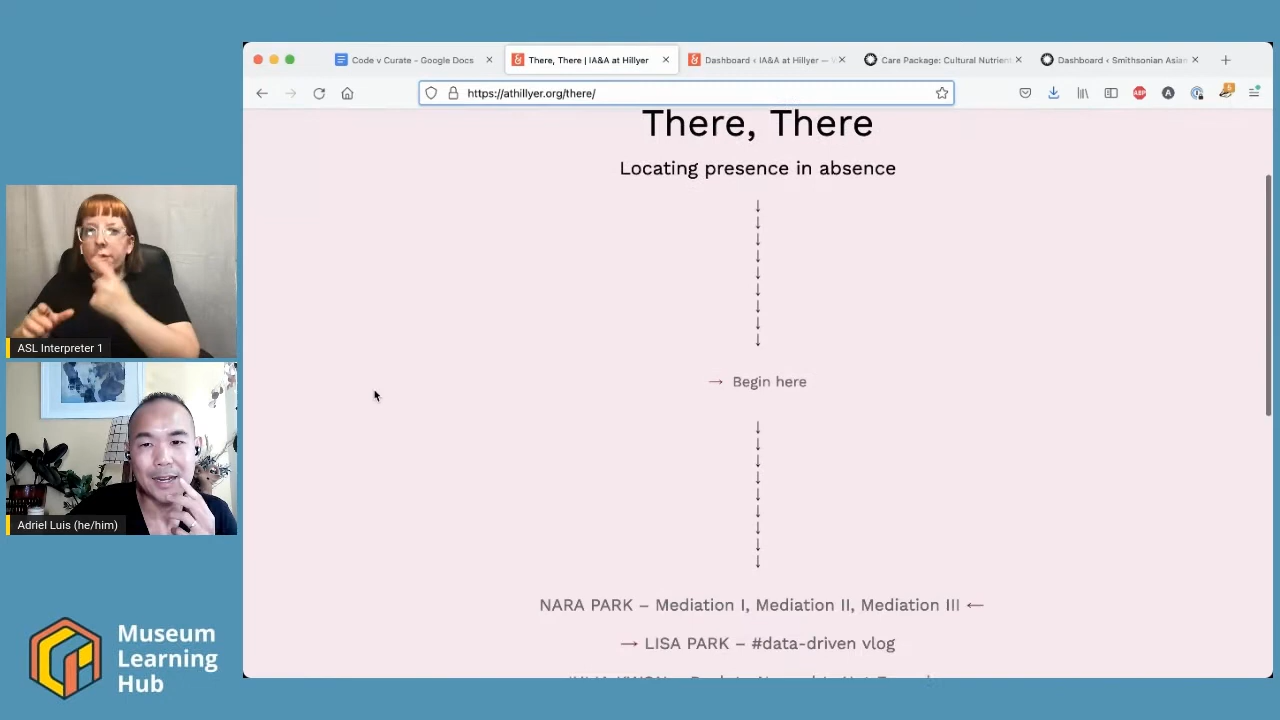 Code v Curate - Google Docs
There, There | IA&A at Hillyer
Dashboard ‹ IA&A at Hillyer —
Care Package: Cultural Nutrient
Dashboard ‹ Smithsonian Asian
https://athillyer.org/there/
ABP
A
There, There
Locating presence in absence
↓
↓
↓
↓
↓
↓
↓
↓
↓
→ Begin here
↓
↓
↓
↓
↓
↓
↓
↓
↓
NARA PARK – Mediation I, Mediation II, Mediation III ←
→ LISA PARK – #data-driven vlog
ASL Interpreter 1
Adriel Luis (he/him)
Museum
Learning
Hub